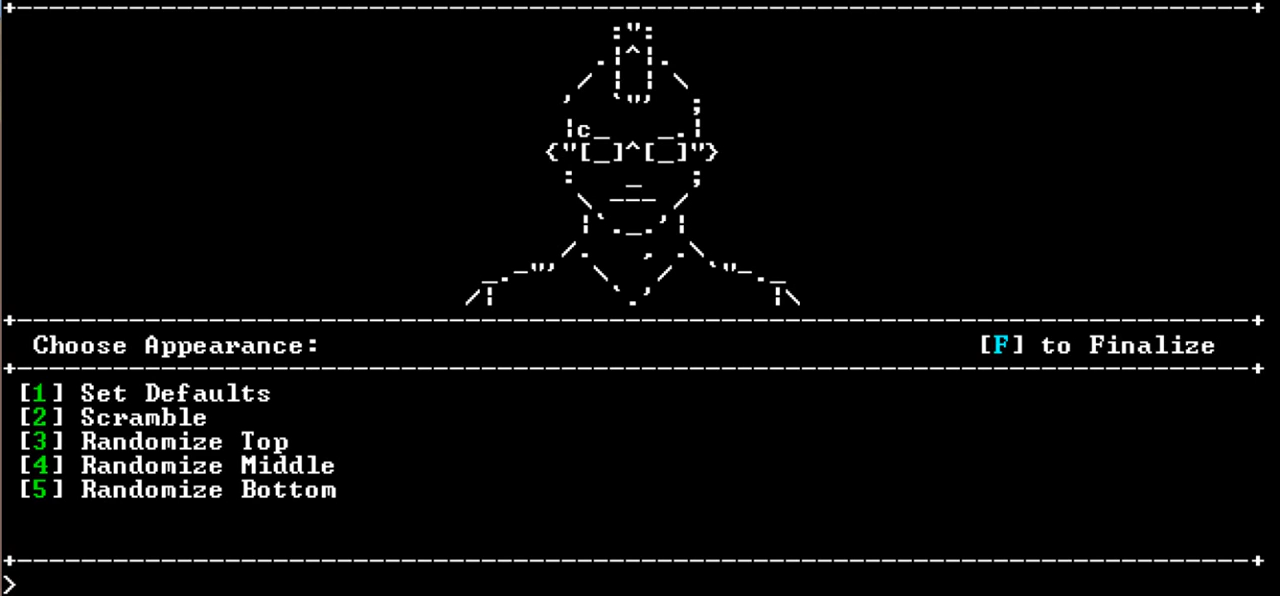 Choose Appearance: [F] to Finalize
[1] Set Defaults
[2] Scramble
[3] Randomize Top
[4] Randomize Middle
[5] Randomize Bottom
>